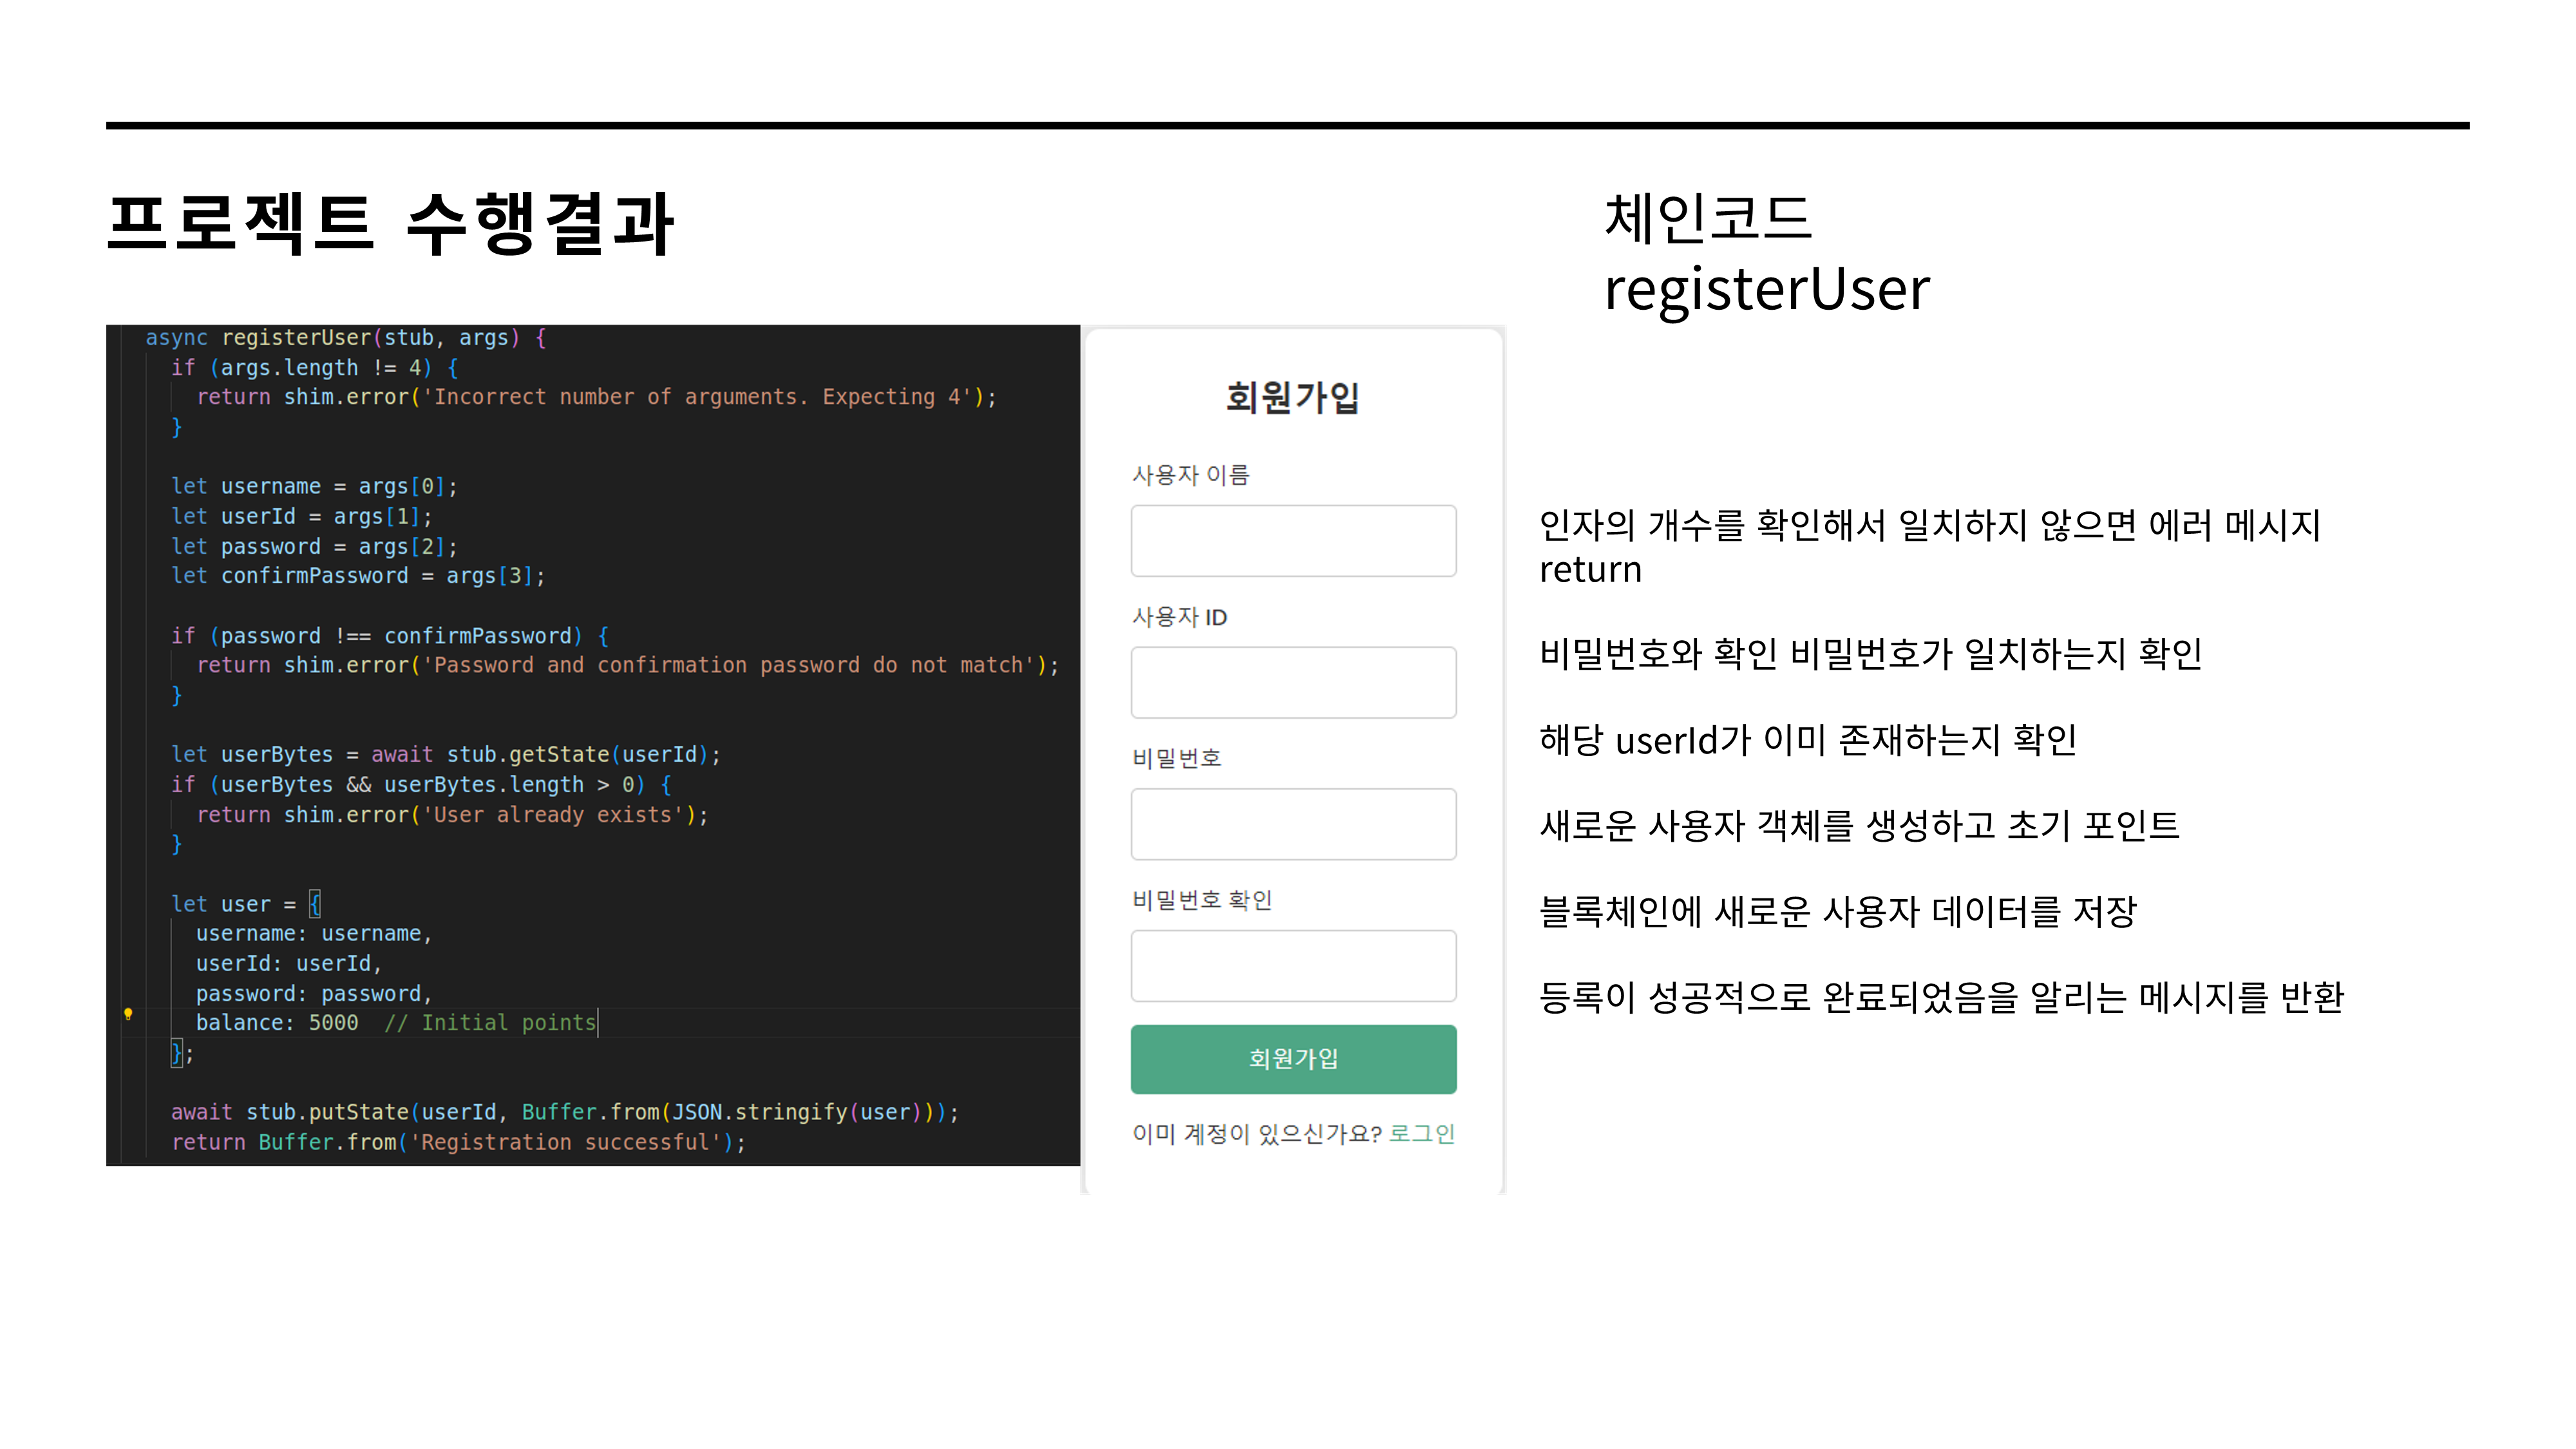 프로젝트 수행결과
체인코드
registerUser
async registerUser(stub, args) {
if (args.length != 4) {
return shim.error('Incorrect number of arguments. Expecting 4');
}
let username = args[0];
let userId = args[1];
let password = args[2];
let confirmPassword = args[3];
if (password !== confirmPassword) {
return shim.error('Password and confirmation password do not match');
}
let userBytes = await stub.getState(userId);
if (userBytes && userBytes.length > 0) {
return shim.error('User already exists');
}
let user = {
username: username,
userId: userId,
password: password,
balance: 5000  // Initial points
};
await stub.putState(userId, Buffer.from(JSON.stringify(user)));
return Buffer.from('Registration successful');
회원가입
사용자 이름
사용자 ID
비밀번호
비밀번호 확인
회원가입
이미 계정이 있으신가요? 로그인
인자의 개수를 확인해서 일치하지 않으면 에러 메시지
return
비밀번호와 확인 비밀번호가 일치하는지 확인
해당 userId가 이미 존재하는지 확인
새로운 사용자 객체를 생성하고 초기 포인트
블록체인에 새로운 사용자 데이터를 저장
등록이 성공적으로 완료되었음을 알리는 메시지를 반환